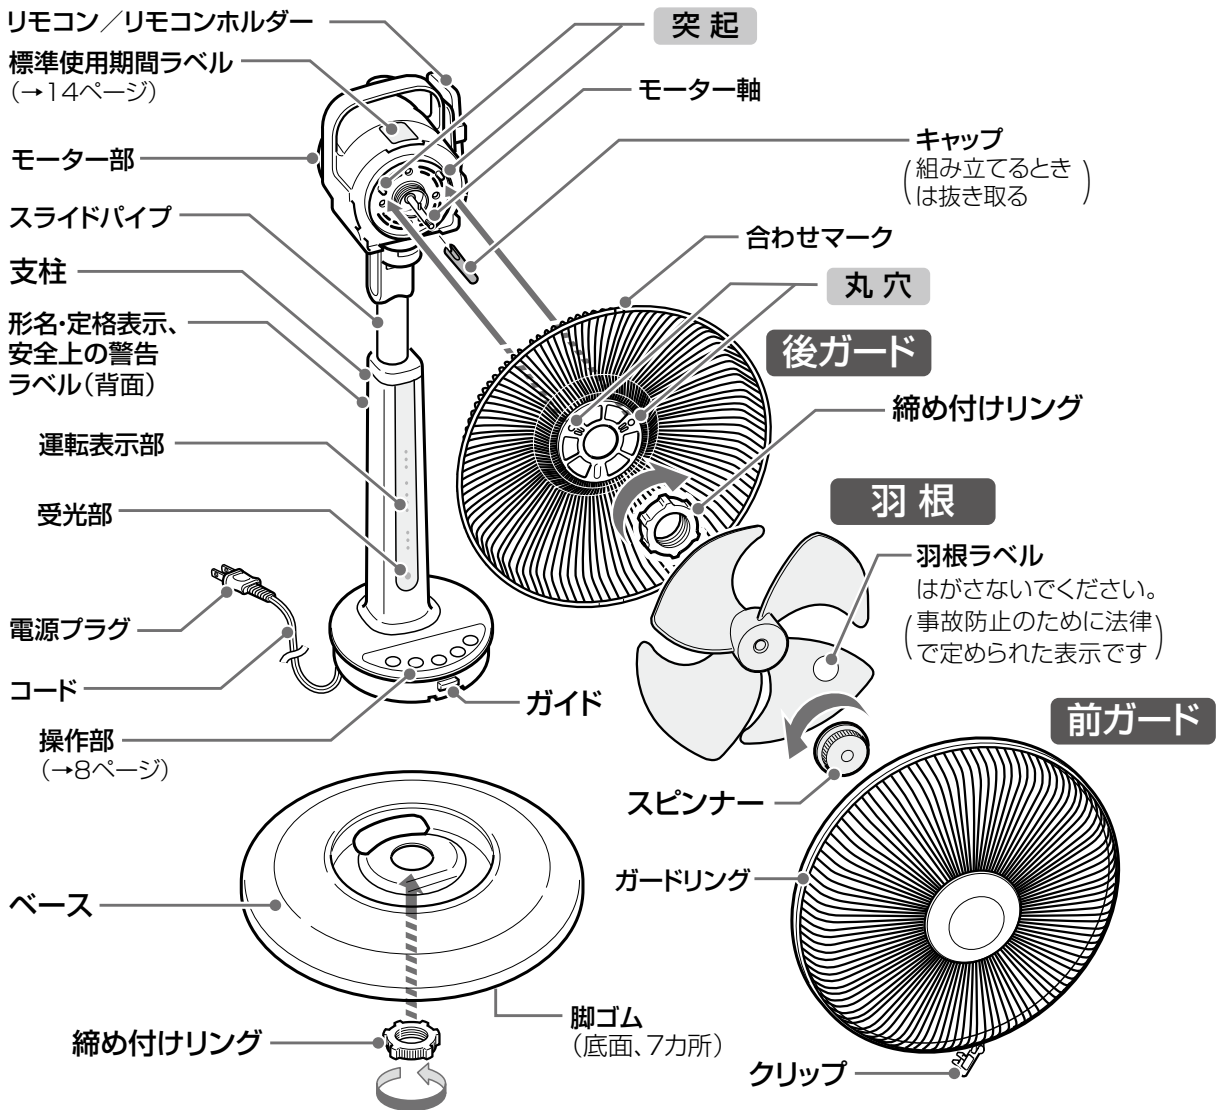 リモコン／リモコンホルダー
突起
標準使用期間ラベル
(→14ページ)
モーター軸
キャップ
(組み立てるとき
は抜き取る)
モーター部
スライドパイプ
合わせマーク
支柱
丸穴
形名・定格表示、
安全上の警告
ラベル(背面)
後ガード
締め付けリング
運転表示部
羽根
受光部
羽根ラベル
はがさないでください。
(事故防止のために法律
で定められた表示です)
電源プラグ
コード
ガイド
前ガード
操作部
(→8ページ)
スピンナー
ガードリング
ベース
脚ゴム
(底面、7カ所)
締め付けリング
クリップ